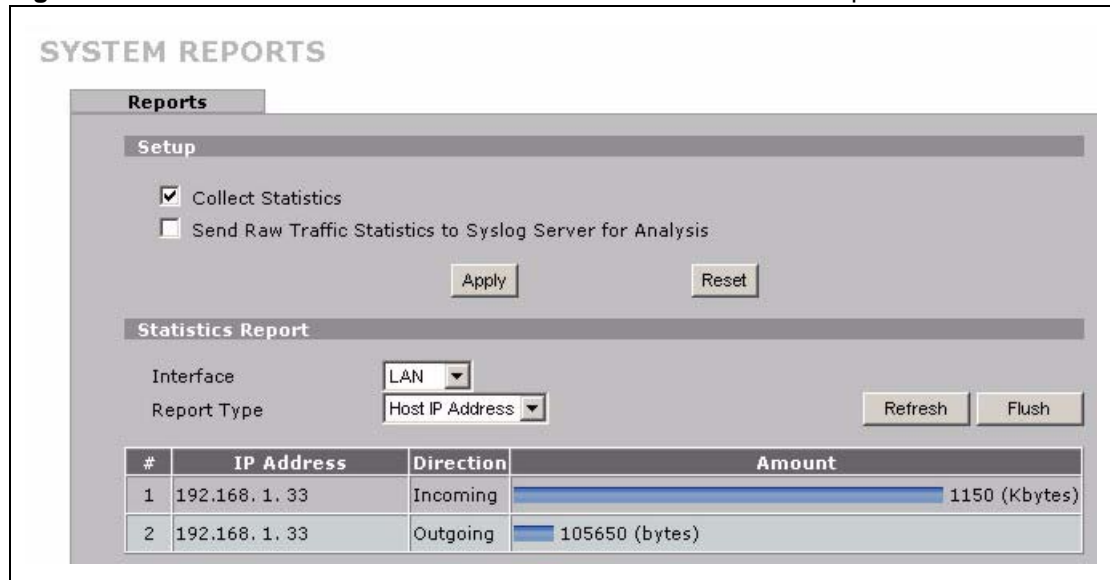 SYSTEM REPORTS
Reports
Setup
Collect Statistics
Send Raw Traffic Statistics to Syslog Server for Analysis
Apply Reset
Statistics Report
Interface LAN
Report Type Host IP Address Refresh Flush
# IP Address Direction Amount
1 192.168. 1. 33 Incoming 1150 (Kbytes)
2 192.168. 1. 33 Outgoing 105650 (bytes)